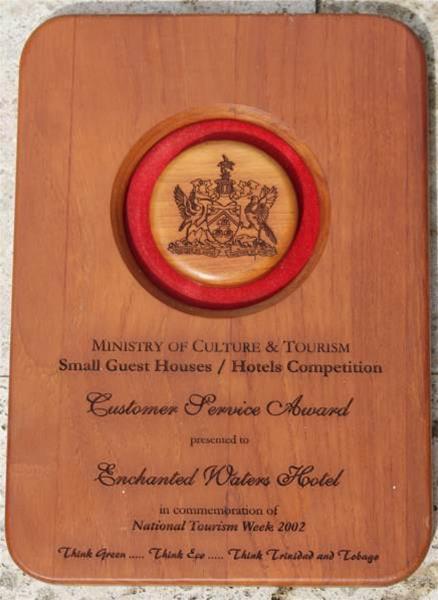 MINISTRY OF CULTURE & TOURISM
Small Guest Houses / Hotels Competition
Customer Service Award
presented to
Enchanted Waters Hotel
in commemoration of
National Tourism Week 2002
Think Green ..... Think Eco ..... Think Trinidad and Tobago